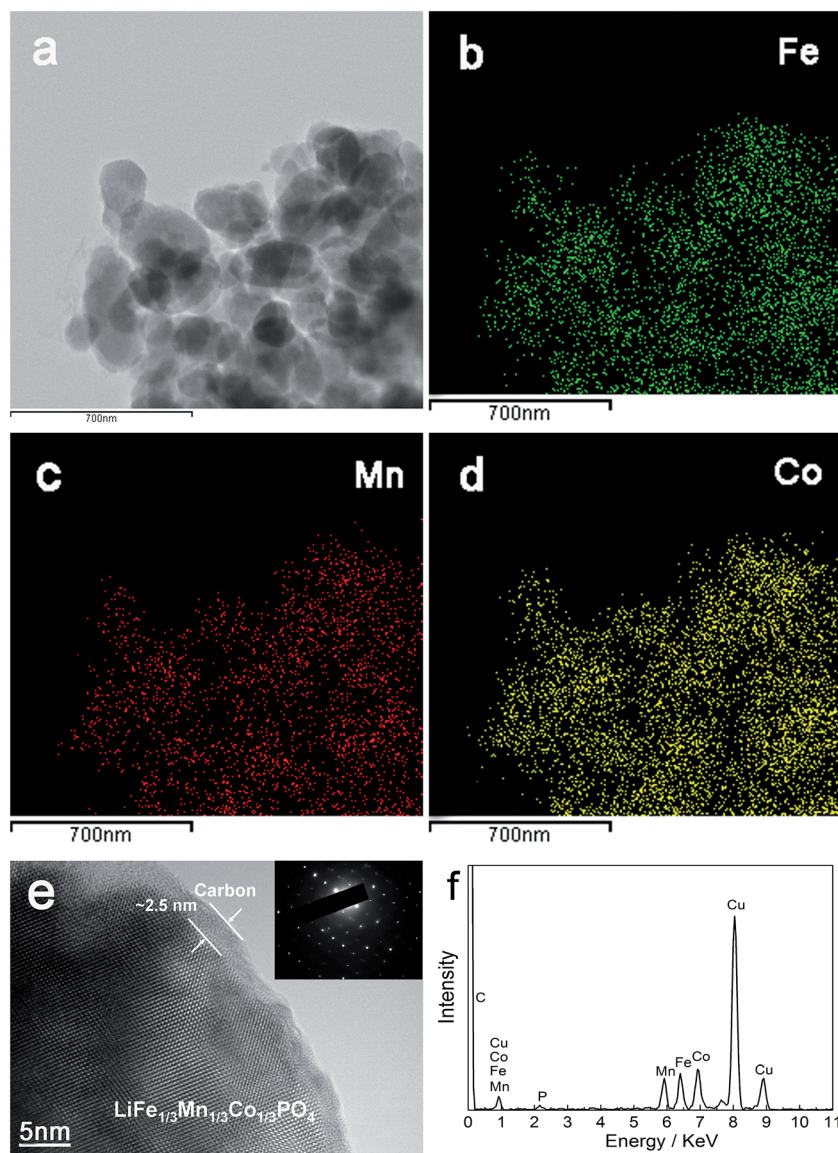 a
700nm
b
Fe
700nm
c
Mn
700nm
d
Co
700nm
e
Carbon
~2.5 nm
LiFe1/3Mn1/3Co1/3PO4
5nm
f
Intensity
C
Cu
Co
Fe
Mn
P
Mn
Fe
Co
Cu
Cu
0 1 2 3 4 5 6 7 8 9 10 11
Energy / KeV